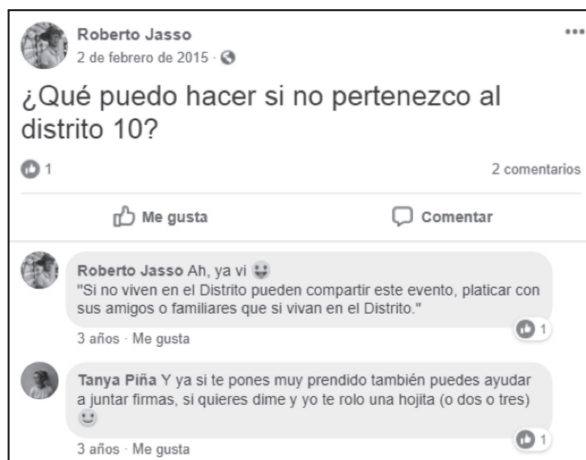 Roberto Jasso
2 de febrero de 2015 ·
¿Qué puedo hacer si no pertenezco al
distrito 10?
1
2 comentarios
Me gusta
Comentar
Roberto Jasso Ah, ya vi
"Si no viven en el Distrito pueden compartir este evento, platicar con
sus amigos o familiares que si vivan en el Distrito."
1
3 años · Me gusta
Tanya Piña Y ya si te pones muy prendido también puedes ayudar
a juntar firmas, si quieres dime y yo te rolo una hojita (o dos o tres)
1
3 años · Me gusta